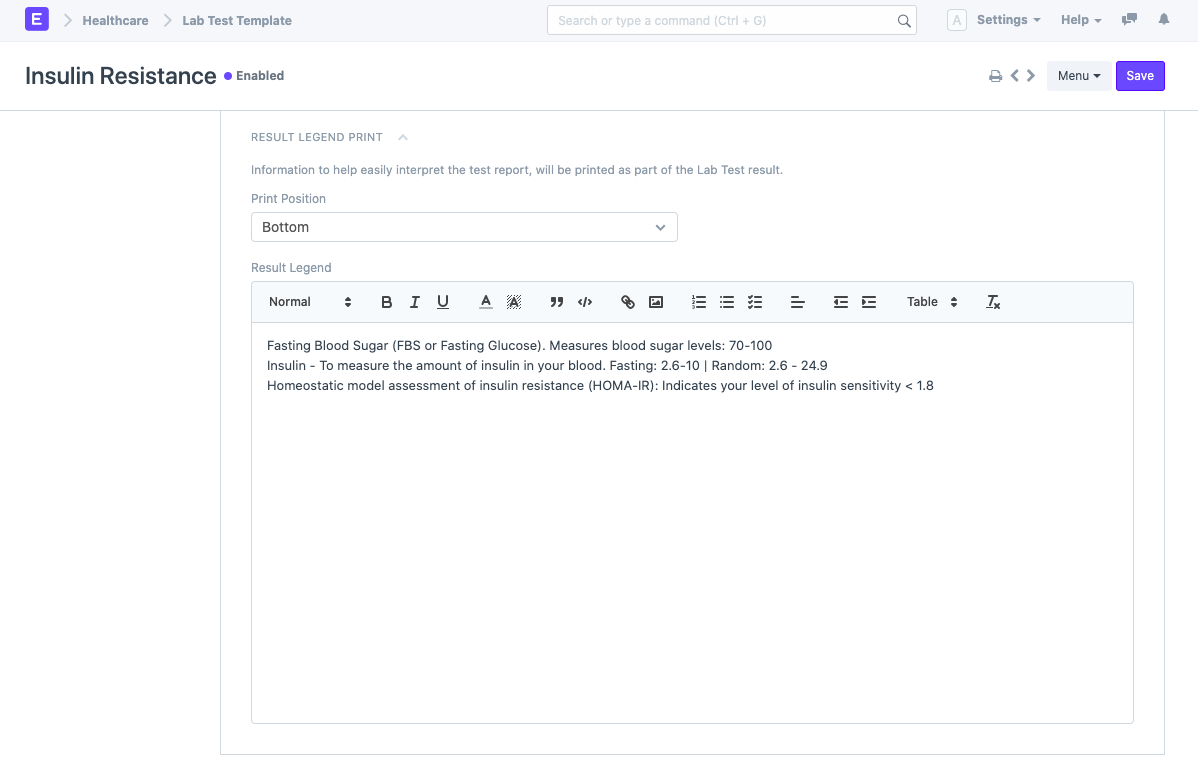 E Healthcare Lab Test Template Search or type a command (Ctrl + G) A Settings Help
Insulin Resistance Enabled Menu Save
RESULT LEGEND PRINT
Information to help easily interpret the test report, will be printed as part of the Lab Test result.
Print Position
Bottom
Result Legend
Normal B I U A A Table
Fasting Blood Sugar (FBS or Fasting Glucose). Measures blood sugar levels: 70-100
Insulin - To measure the amount of insulin in your blood. Fasting: 2.6-10 | Random: 2.6 - 24.9
Homeostatic model assessment of insulin resistance (HOMA-IR): Indicates your level of insulin sensitivity < 1.8